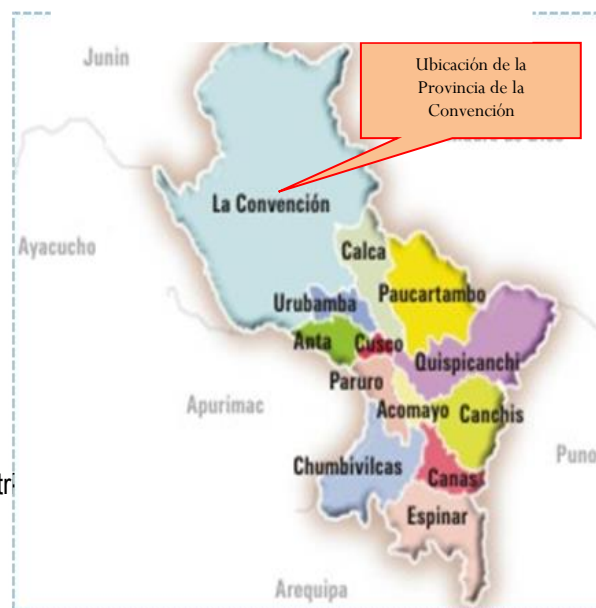 Junin
Ubicación de la
Provincia de la
Convención
La Convención
Ayacucho
Calca
Paucartambo
Urubamba
Anta
Cusco
Quispicanchi
Paruro
Apurimac
Acomayo
Canchis
Puno
Chumbivilcas
Canas
Espinar
Arequipa